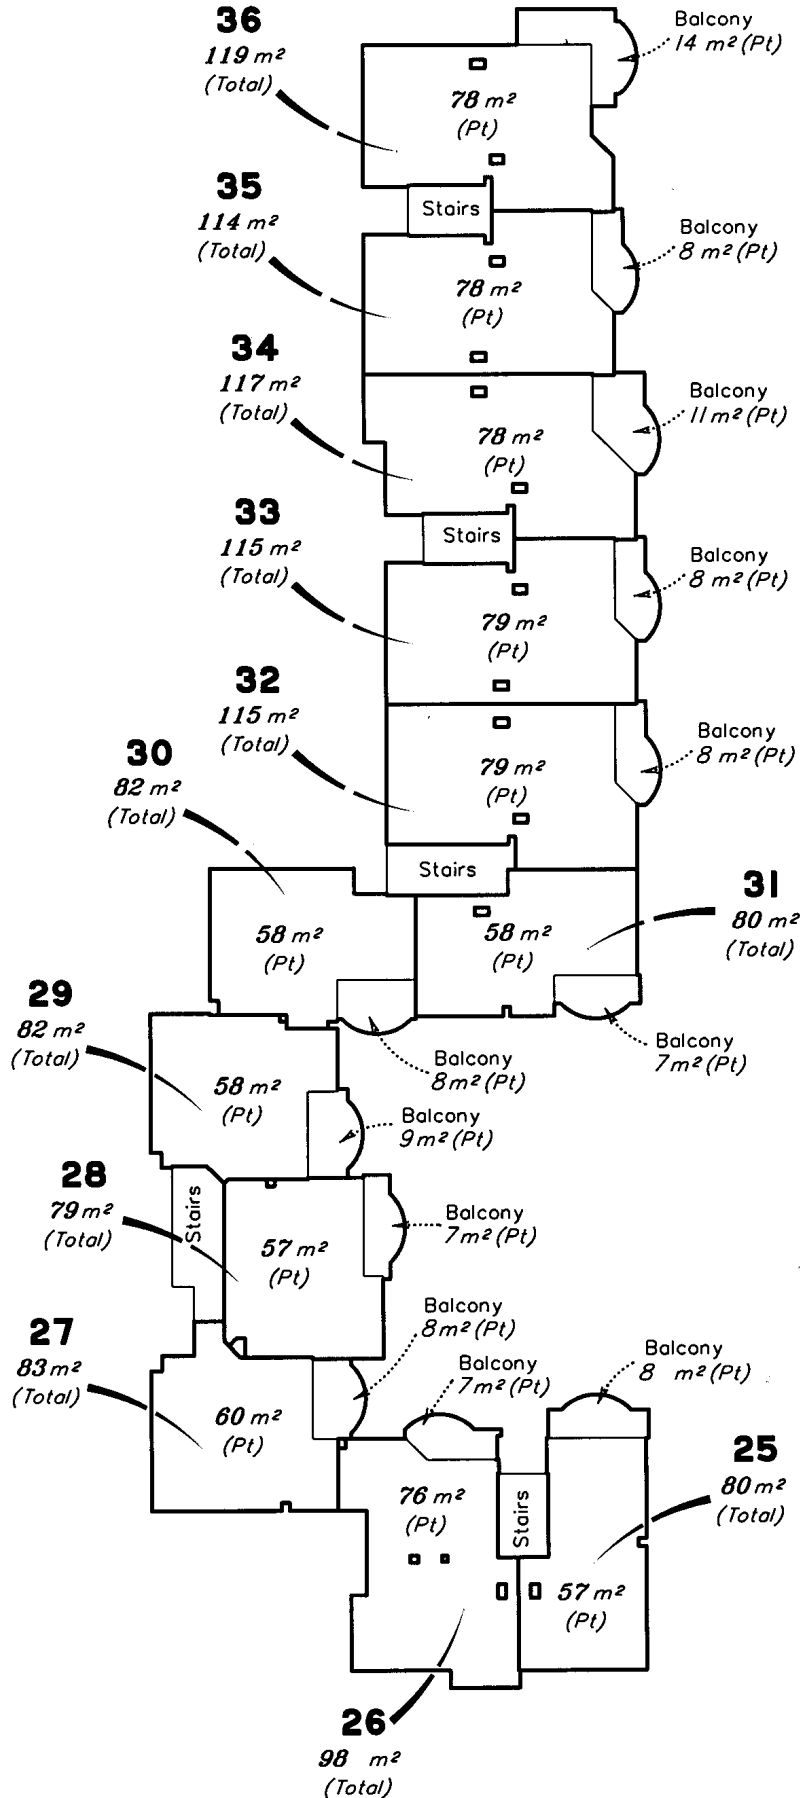 36
119 m²
(Total)
78 m²
(Pt)
Balcony
14 m² (Pt)
Stairs
35
114 m²
(Total)
78 m²
(Pt)
Balcony
8 m² (Pt)
34
117 m²
(Total)
78 m²
(Pt)
Balcony
11 m² (Pt)
Stairs
33
115 m²
(Total)
79 m²
(Pt)
Balcony
8 m² (Pt)
32
115 m²
(Total)
79 m²
(Pt)
Balcony
8 m² (Pt)
Stairs
30
82 m²
(Total)
58 m²
(Pt)
Balcony
8 m² (Pt)
31
80 m²
(Total)
58 m²
(Pt)
Balcony
7 m² (Pt)
29
82 m²
(Total)
58 m²
(Pt)
Balcony
9 m² (Pt)
Stairs
28
79 m²
(Total)
57 m²
(Pt)
Balcony
7 m² (Pt)
27
83 m²
(Total)
60 m²
(Pt)
Balcony
8 m² (Pt)
Balcony
7 m² (Pt)
76 m²
(Pt)
Stairs
Balcony
8 m² (Pt)
25
80 m²
(Total)
57 m²
(Pt)
26
98 m²
(Total)